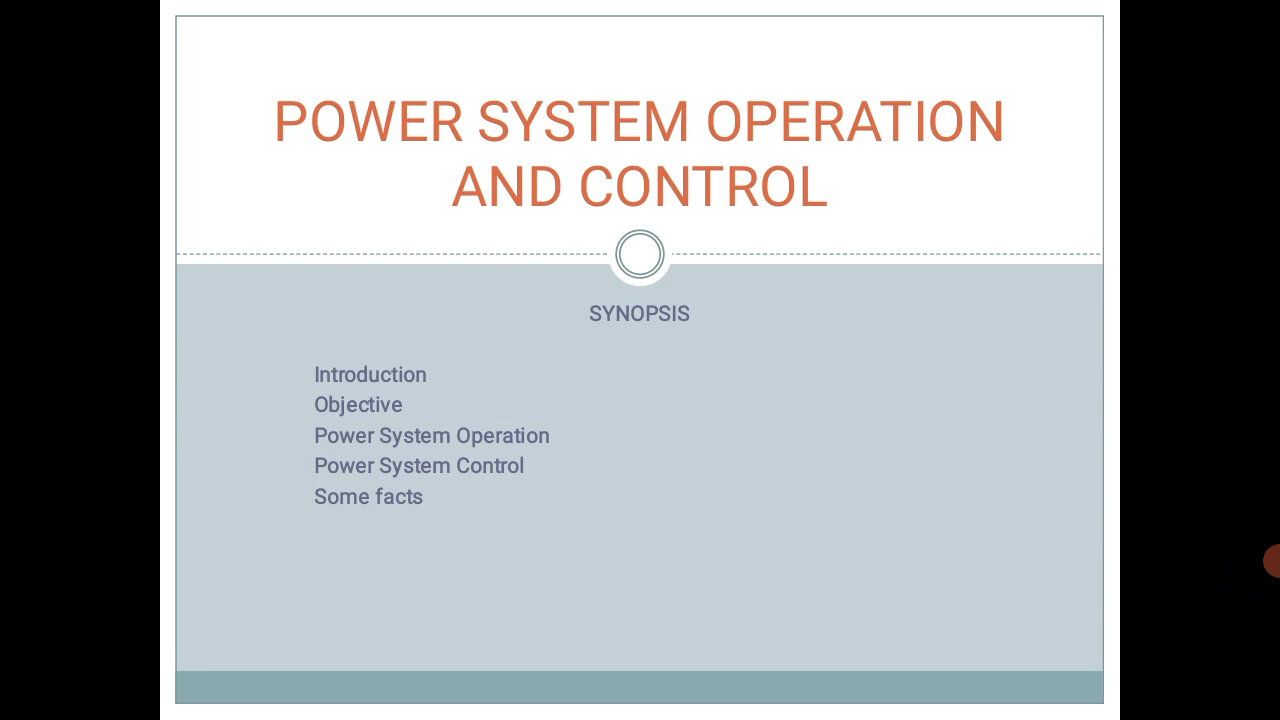 POWER SYSTEM OPERATION
AND CONTROL
SYNOPSIS
Introduction
Objective
Power System Operation
Power System Control
Some facts